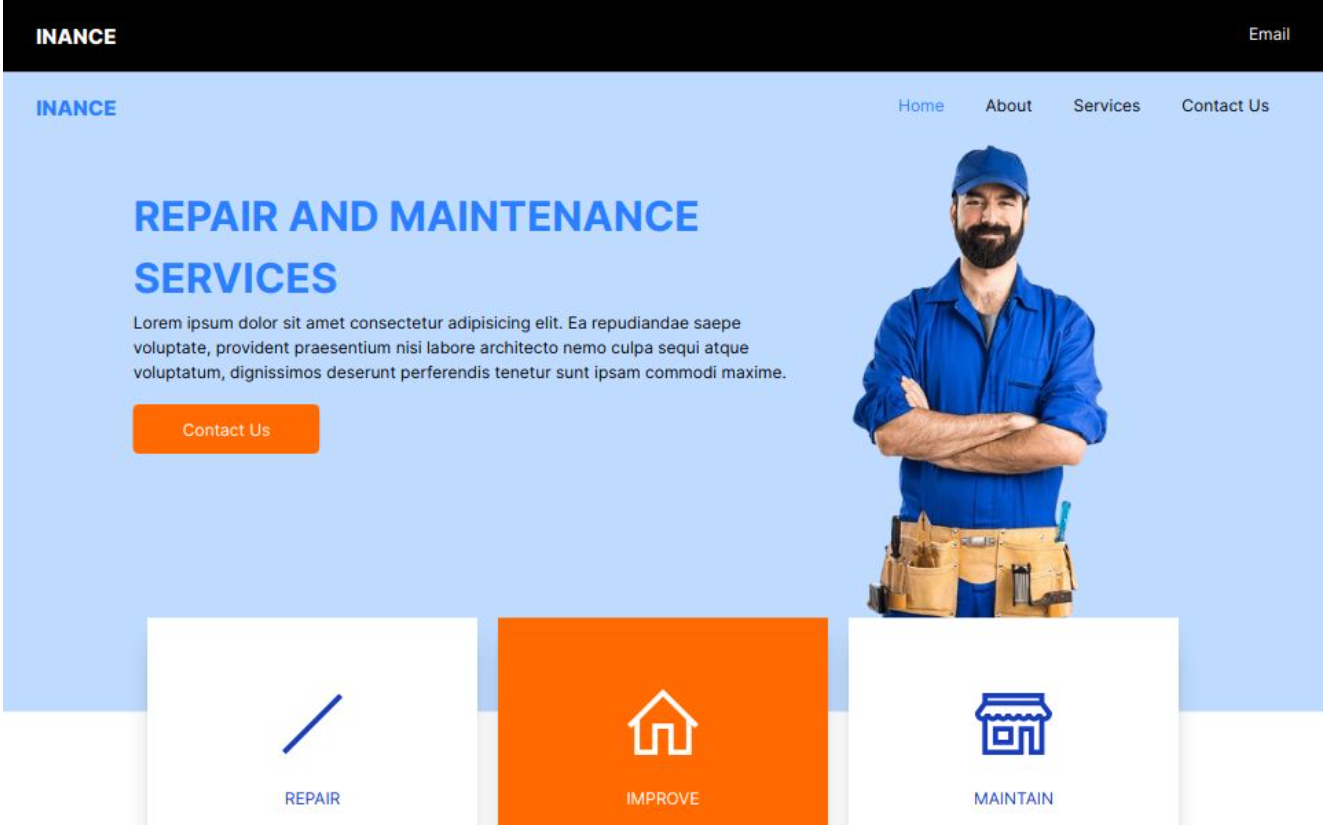 INANCE
Email
INANCE
Home About Services Contact Us
REPAIR AND MAINTENANCE
SERVICES
Lorem ipsum dolor sit amet consectetur adipisicing elit. Ea repudiandae saepe
voluptate, provident praesentium nisi labore architecto nemo culpa sequi atque
voluptatum, dignissimos deserunt perferendis tenetur sunt ipsam commodi maxime.
Contact Us
REPAIR
IMPROVE
MAINTAIN